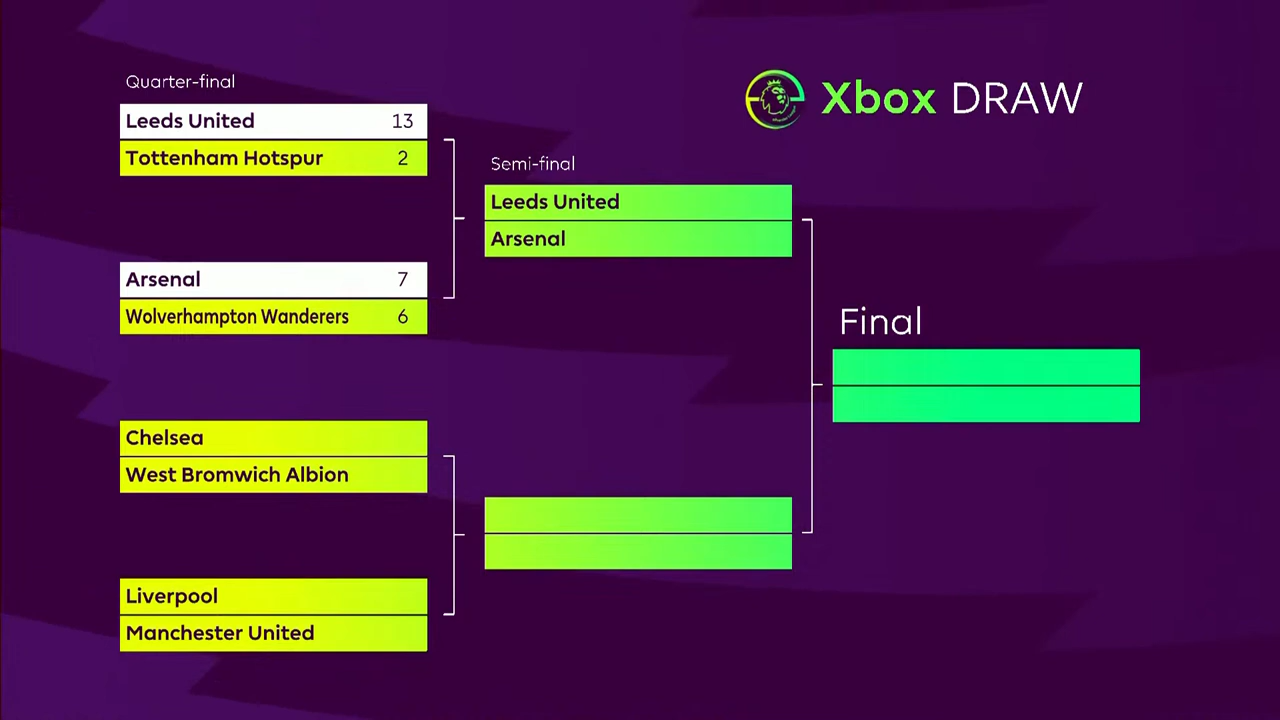 Quarter-final
Leeds United 13
Tottenham Hotspur 2
Arsenal 7
Wolverhampton Wanderers 6
Chelsea
West Bromwich Albion
Liverpool
Manchester United
Semi-final
Leeds United
Arsenal
Xbox DRAW
Final